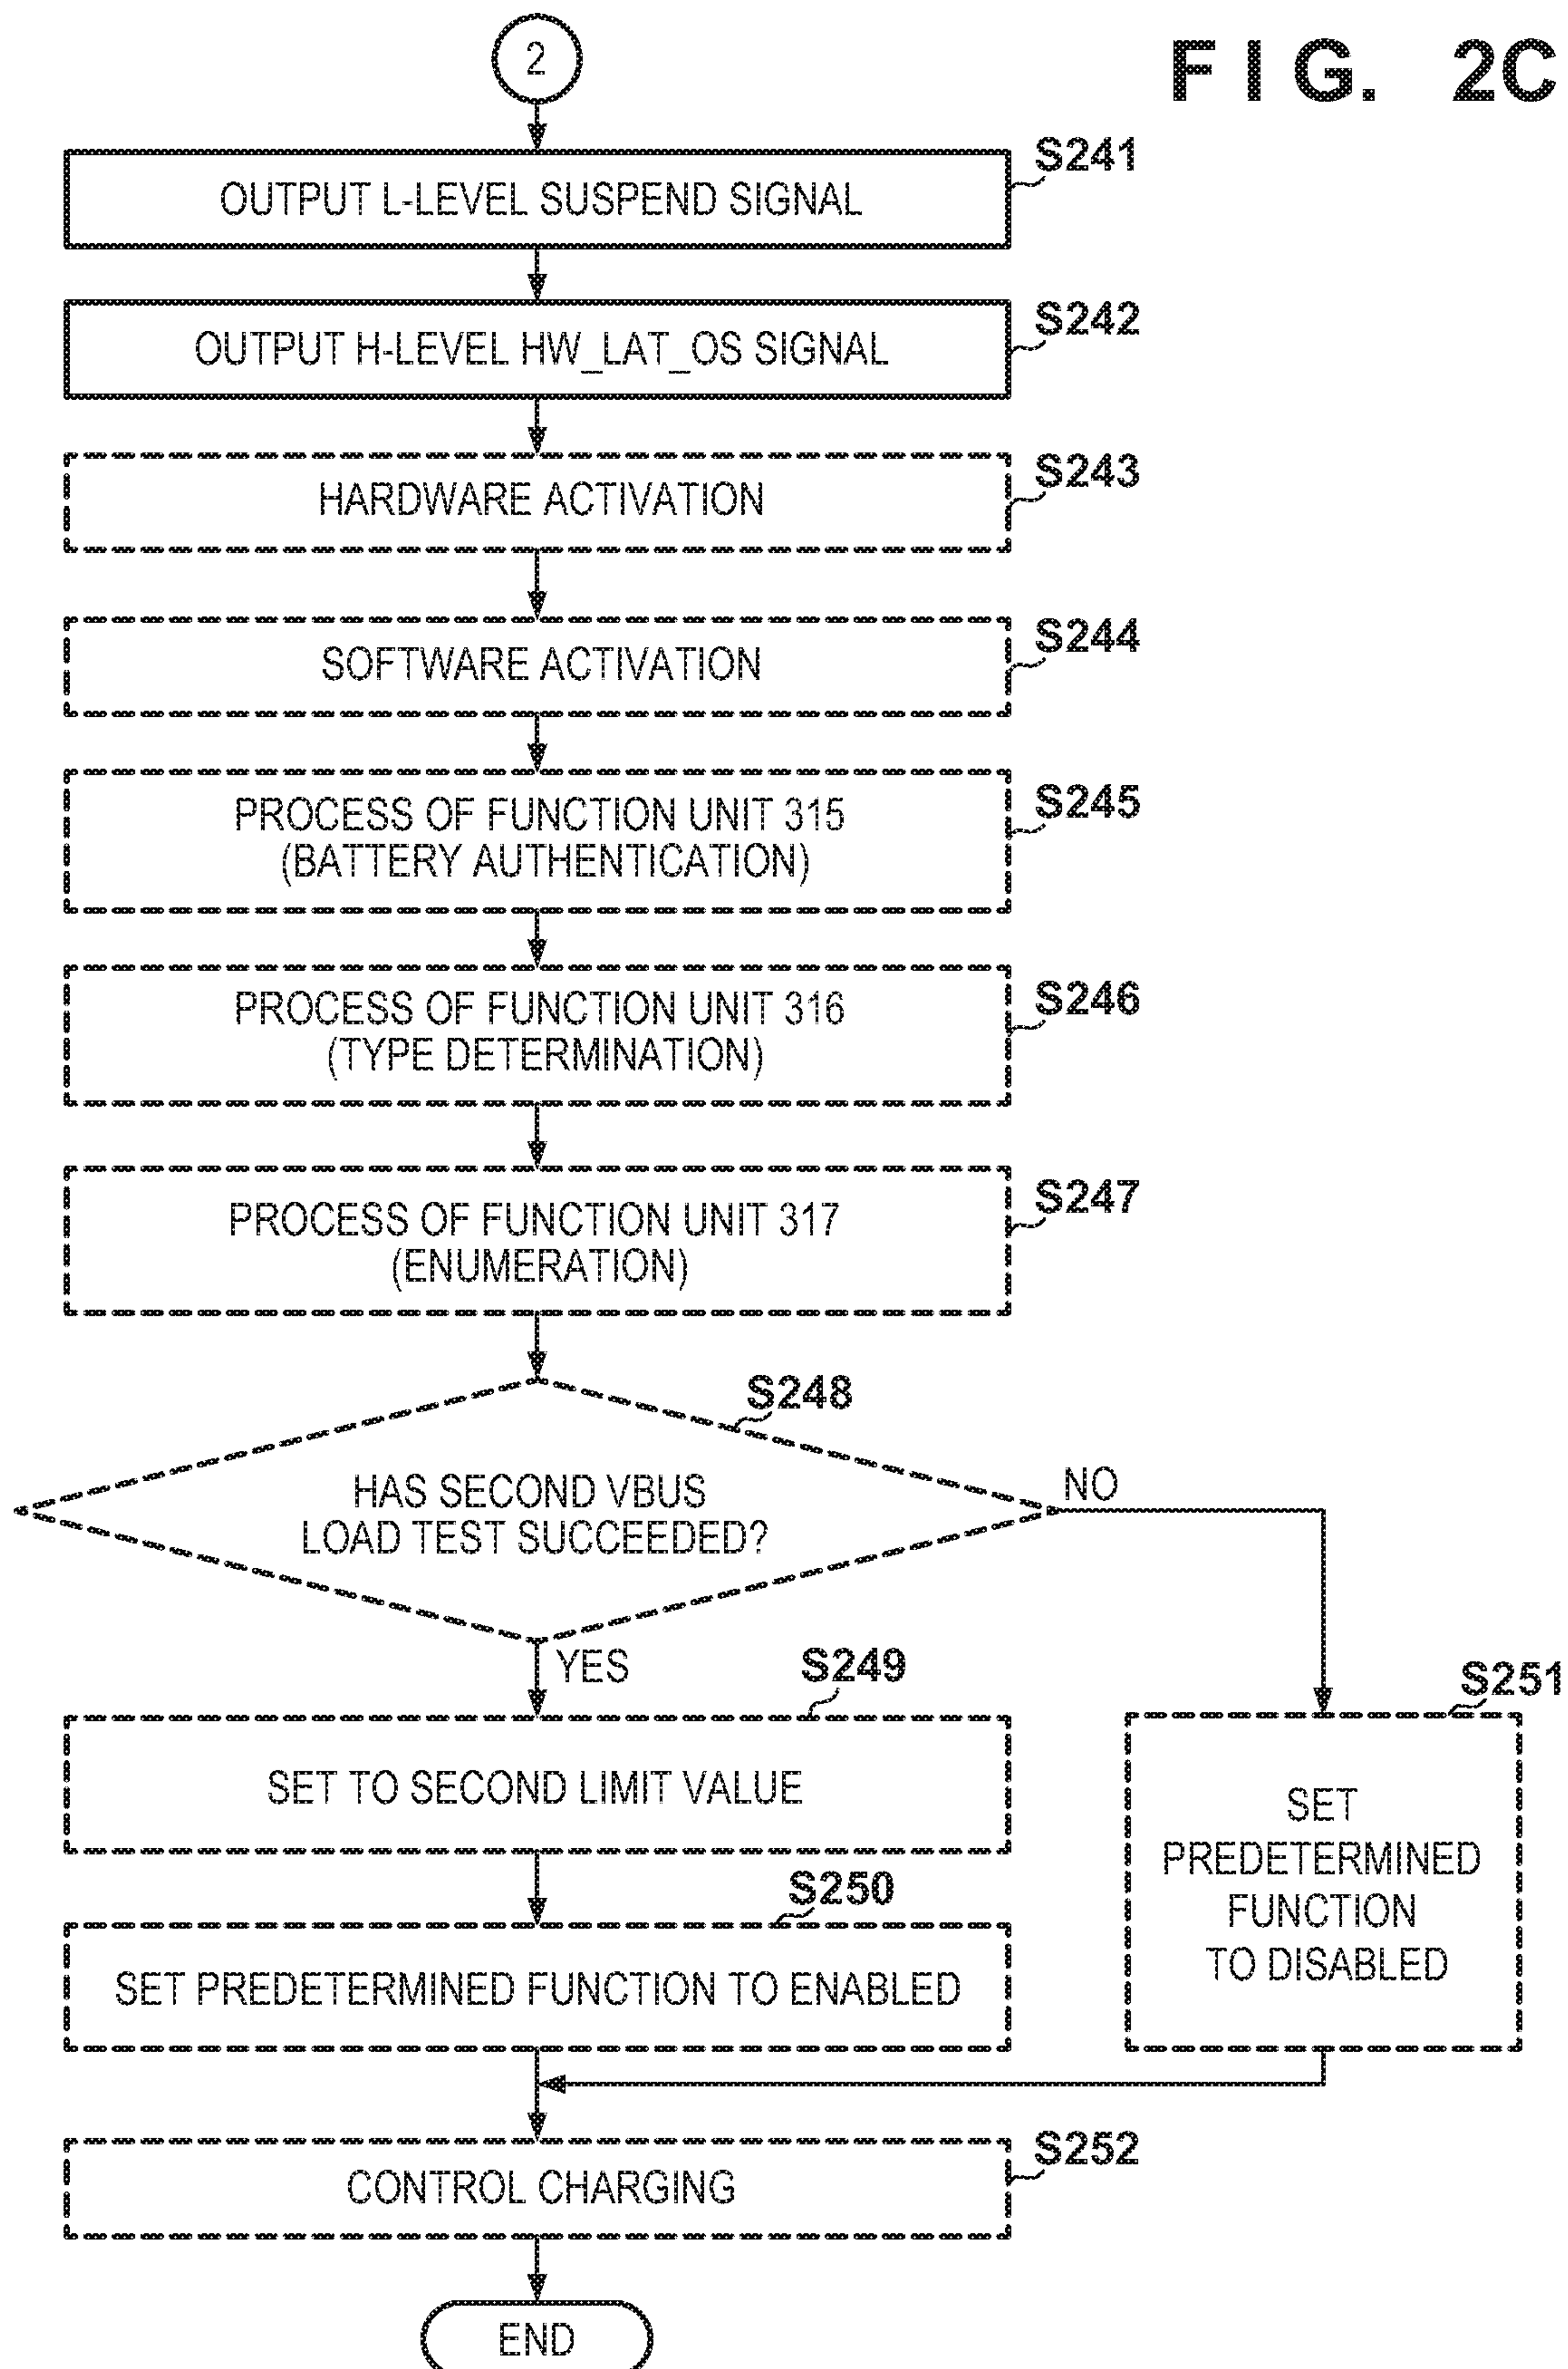 2
F I G. 2C
S241
OUTPUT L-LEVEL SUSPEND SIGNAL
S242
OUTPUT H-LEVEL HW_LAT_OS SIGNAL
S243
HARDWARE ACTIVATION
S244
SOFTWARE ACTIVATION
S245
PROCESS OF FUNCTION UNIT 315
(BATTERY AUTHENTICATION)
S246
PROCESS OF FUNCTION UNIT 316
(TYPE DETERMINATION)
S247
PROCESS OF FUNCTION UNIT 317
(ENUMERATION)
S248
HAS SECOND VBUS
LOAD TEST SUCCEEDED?
NO
YES
S249
SET TO SECOND LIMIT VALUE
S250
SET PREDETERMINED FUNCTION TO ENABLED
S251
SET
PREDETERMINED
FUNCTION
TO DISABLED
S252
CONTROL CHARGING
END